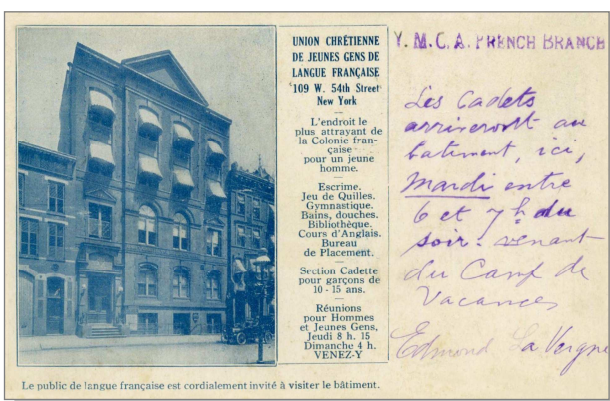 UNION CHRÉTIENNE
DE JEUNES GENS DE
LANGUE FRANÇAISE
109 W. 54th Street
New York
L'endroit le
plus attrayant de
la Colonie fran-
çaise
pour un jeune
homme.
Escrime.
Jeu de Quilles.
Gymnastique.
Bains, douches.
Bibliothèque.
Cours d'Anglais.
Bureau
de Placement.
Section Cadette
pour garçons de
10 - 15 ans.
Réunions
pour Hommes
et Jeunes Gens,
Jeudi 8 h. 15
Dimanche 4 h.
VENEZ-Y
Le public de langue française est cordialement invité à visiter le bâtiment.
Y. M. C. A. FRENCH BRANCH
Les Cadets
arriveront au
batiment, ici,
mardi entre
6 et 7 h du
soir. venant
du Camp de
Vacances
Edmond La Vergne